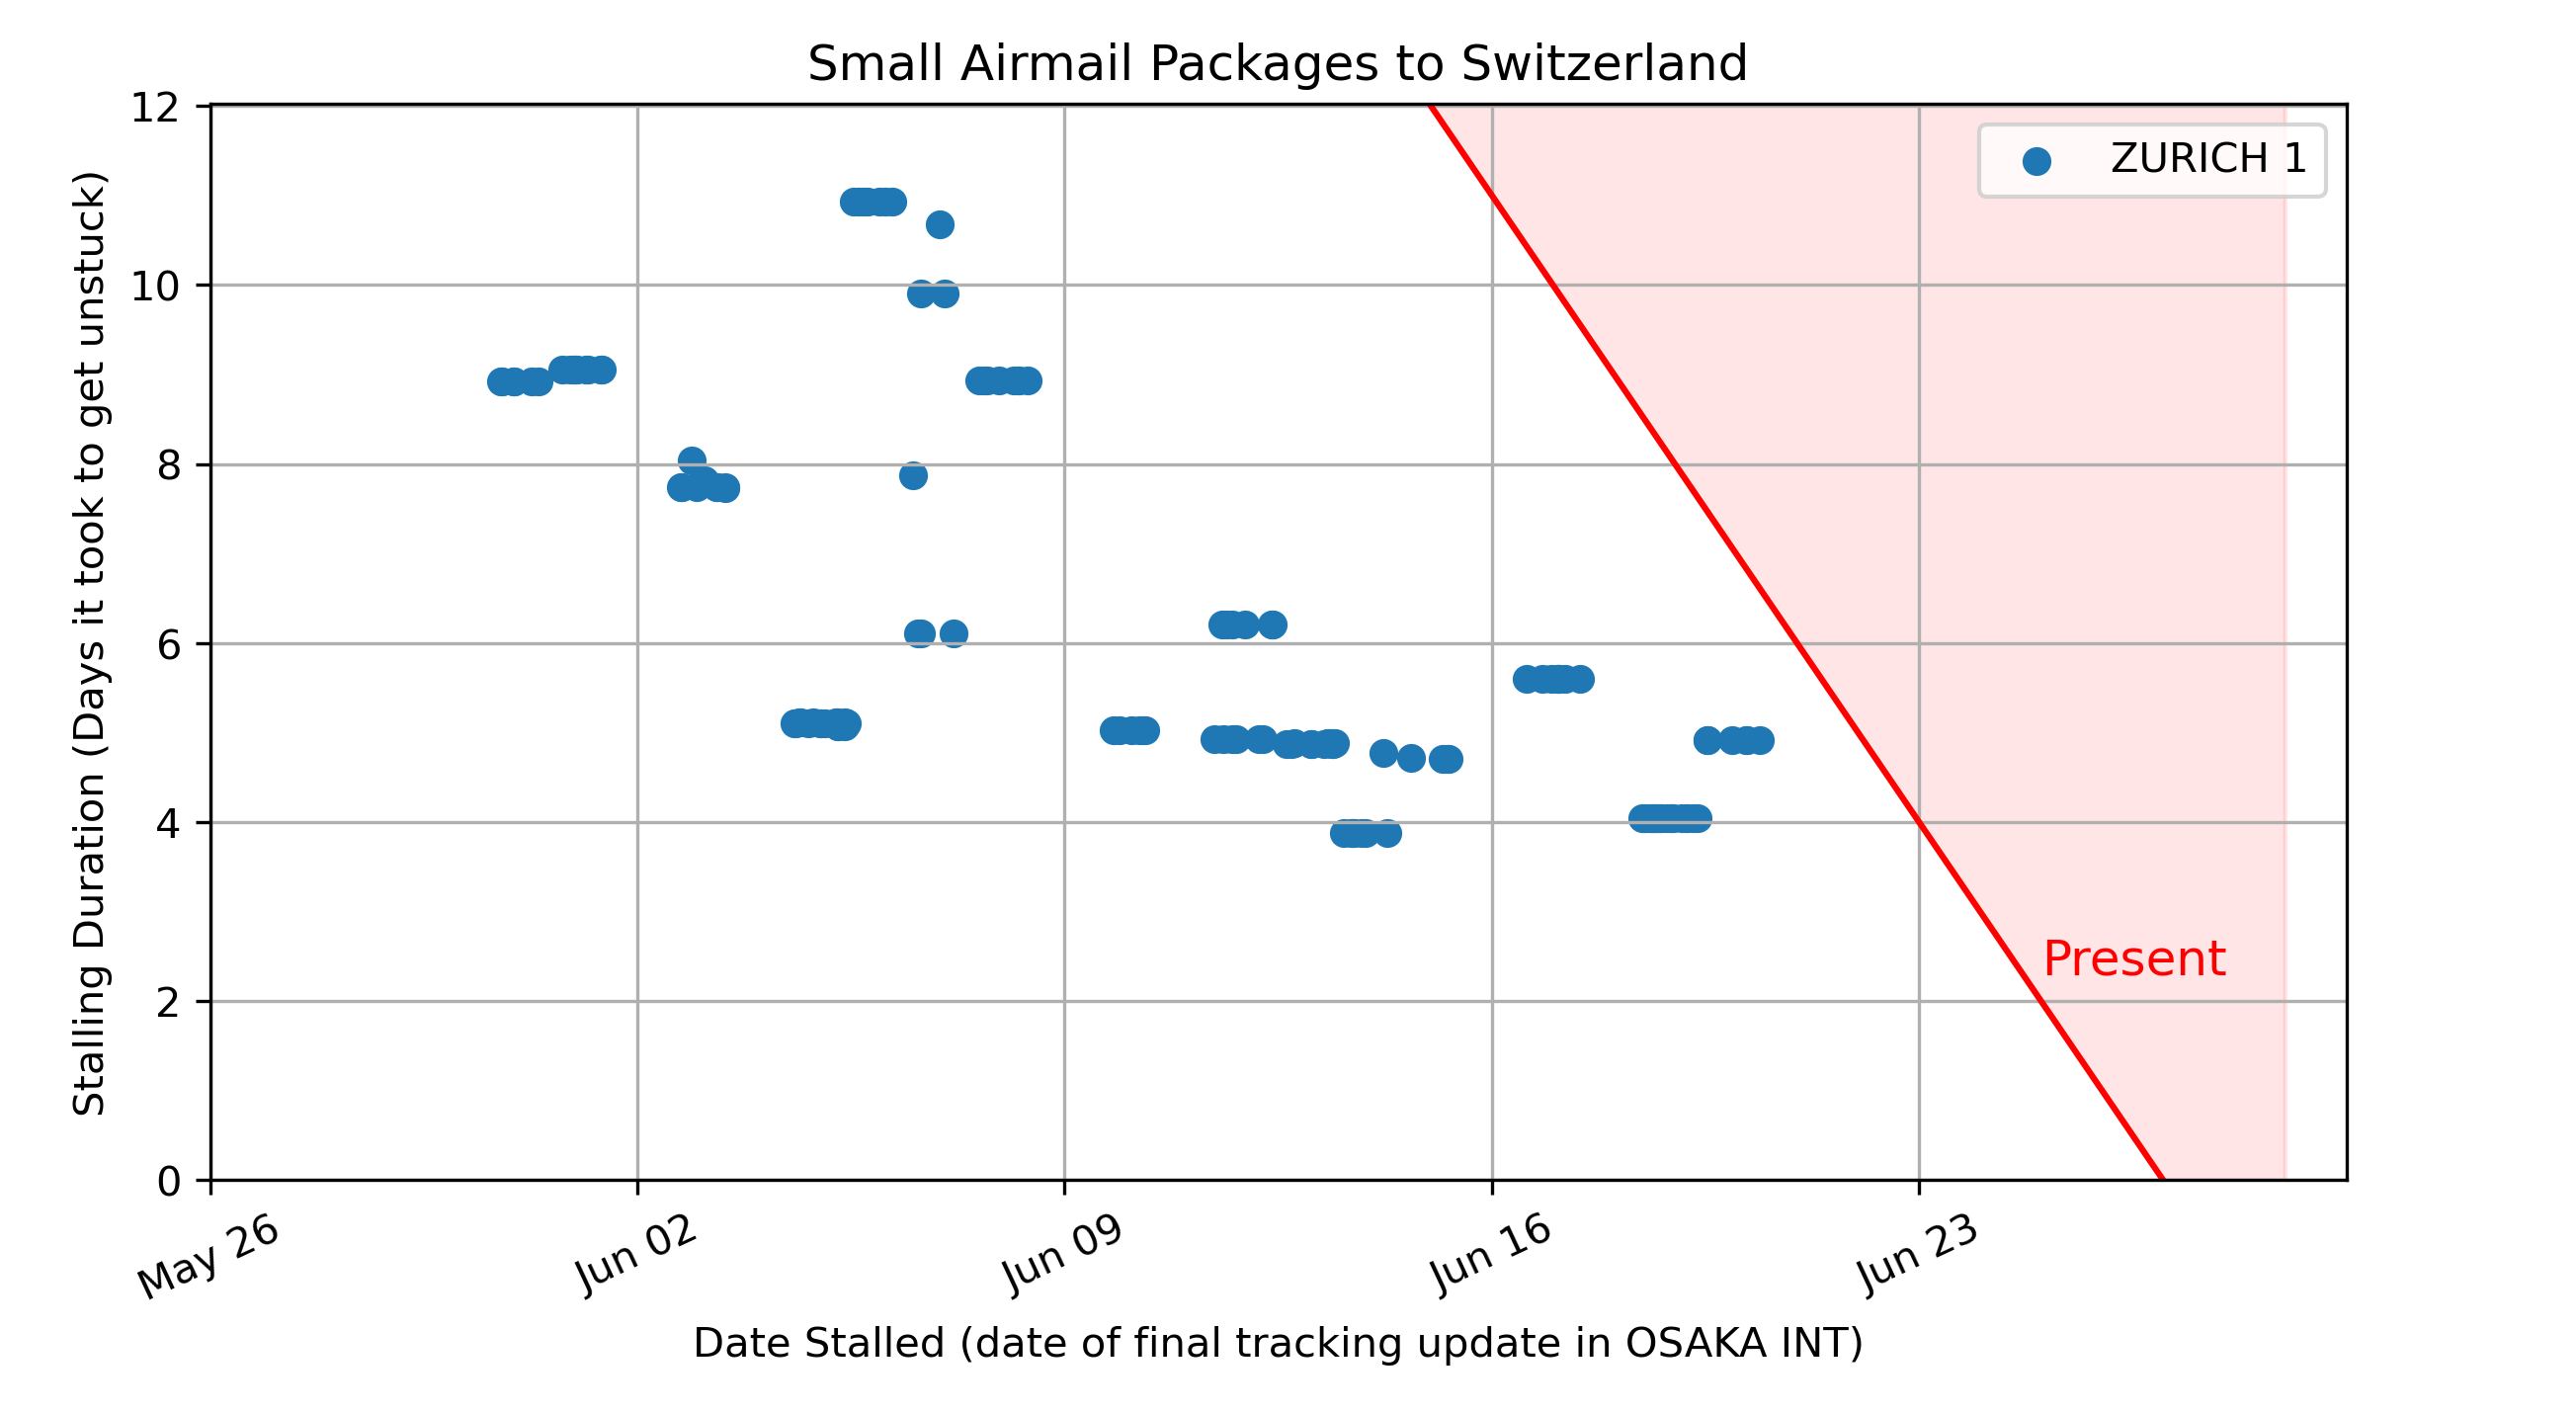 Small Airmail Packages to Switzerland
Stalling Duration (Days it took to get unstuck)
12
10
8
6
4
2
0
ZURICH 1
Present
May 26
Jun 02
Jun 09
Jun 16
Jun 23
Date Stalled (date of final tracking update in OSAKA INT)